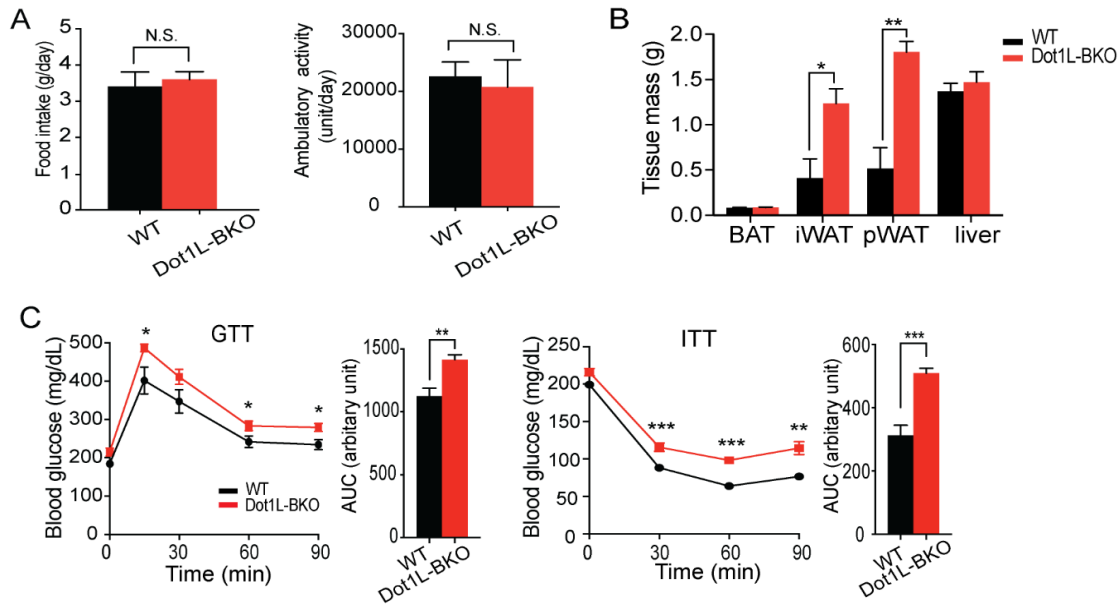 A
Food intake (g/day)
5
4
3
2
1
0
N.S.
WT
Dot1L-BKO
Ambulatory activity
(unit/day)
30000
20000
10000
0
N.S.
WT
Dot1L-BKO
B
Tissue mass (g)
2.0
1.5
1.0
0.5
0.0
*
**
WT
Dot1L-BKO
BAT iWAT pWAT liver
C
GTT
Blood glucose (mg/dL)
500
400
300
200
100
0
*
*
*
WT
Dot1L-BKO
0 30 60 90
Time (min)
AUC (arbitary unit)
1500
1000
500
0
**
WT
Dot1L-BKO
ITT
Blood glucose (mg/dL)
250
200
150
100
50
0
***
***
**
0 30 60 90
Time (min)
AUC (arbitary unit)
600
400
200
0
***
WT
Dot1L-BKO